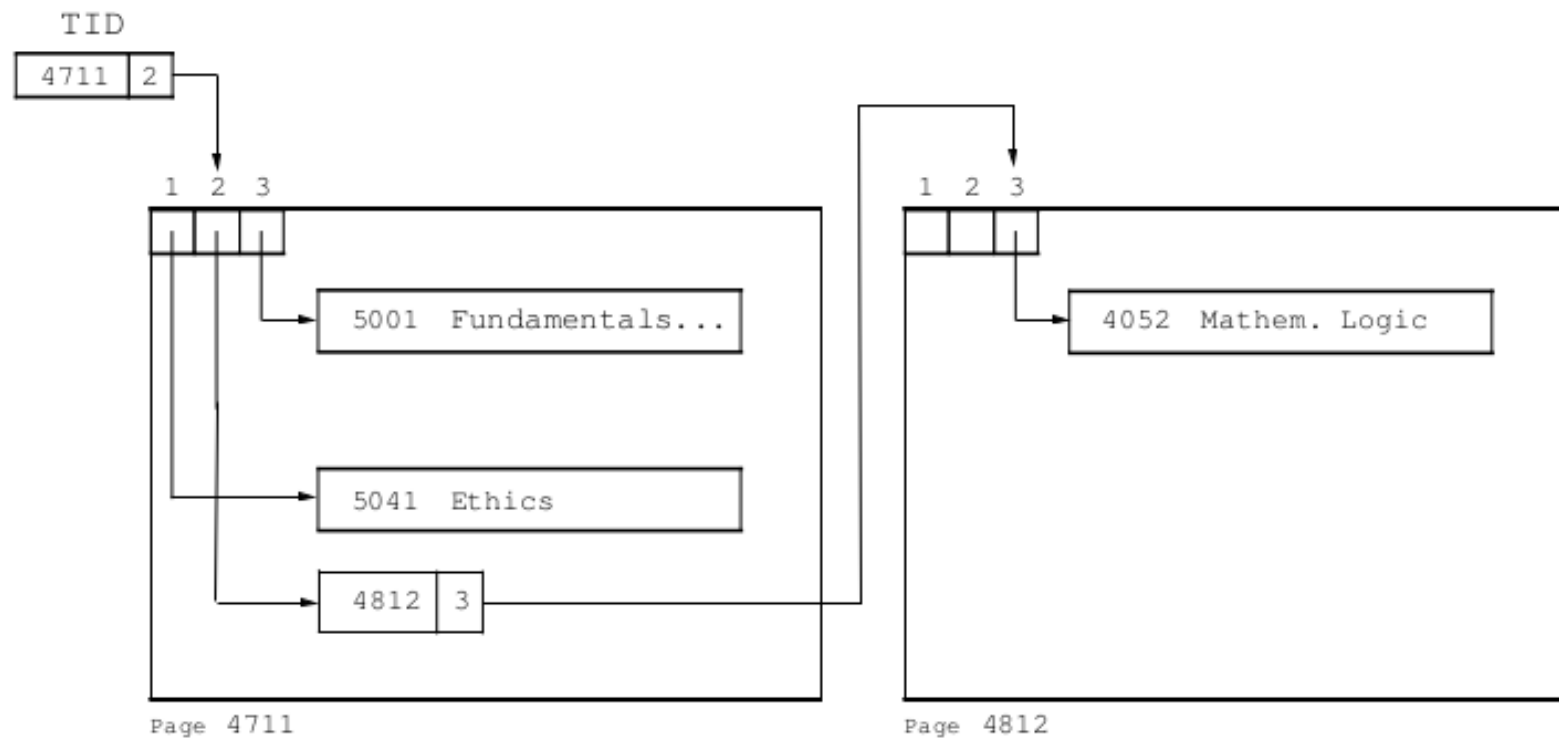 TID
4711 2
1 2 3
1 2 3
5001 Fundamentals...
4052 Mathem. Logic
5041 Ethics
4812 3
Page 4711
Page 4812